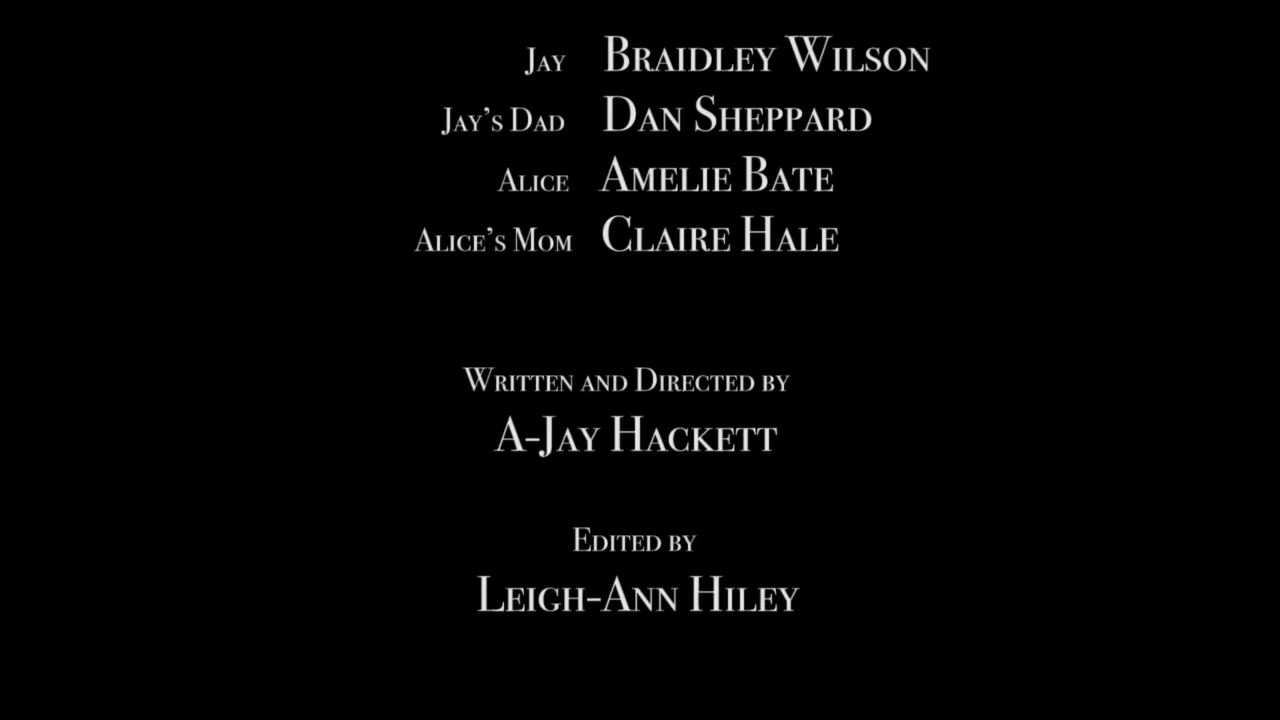 Jay Braidley Wilson
Jay's Dad Dan Sheppard
Alice Amelie Bate
Alice's Mom Claire Hale
Written and Directed by
A-Jay Hackett
Edited by
Leigh-Ann Hiley